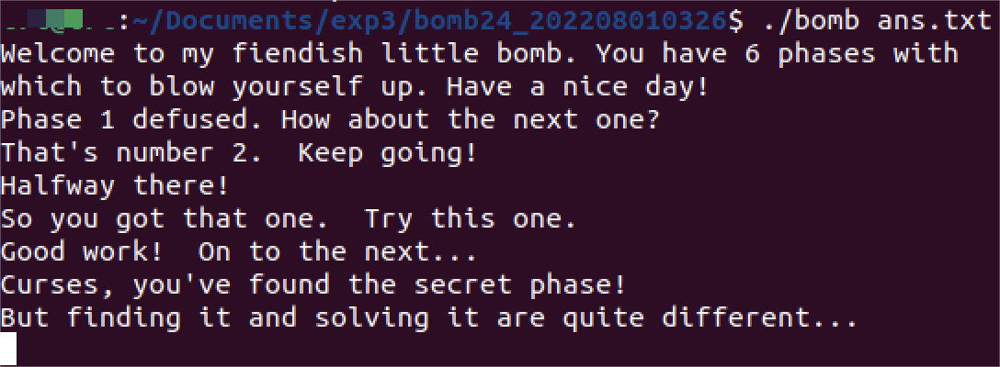 :~/Documents/exp3/bomb24_202208010326$ ./bomb ans.txt
Welcome to my fiendish little bomb. You have 6 phases with
which to blow yourself up. Have a nice day!
Phase 1 defused. How about the next one?
That's number 2.  Keep going!
Halfway there!
So you got that one.  Try this one.
Good work!  On to the next...
Curses, you've found the secret phase!
But finding it and solving it are quite different...